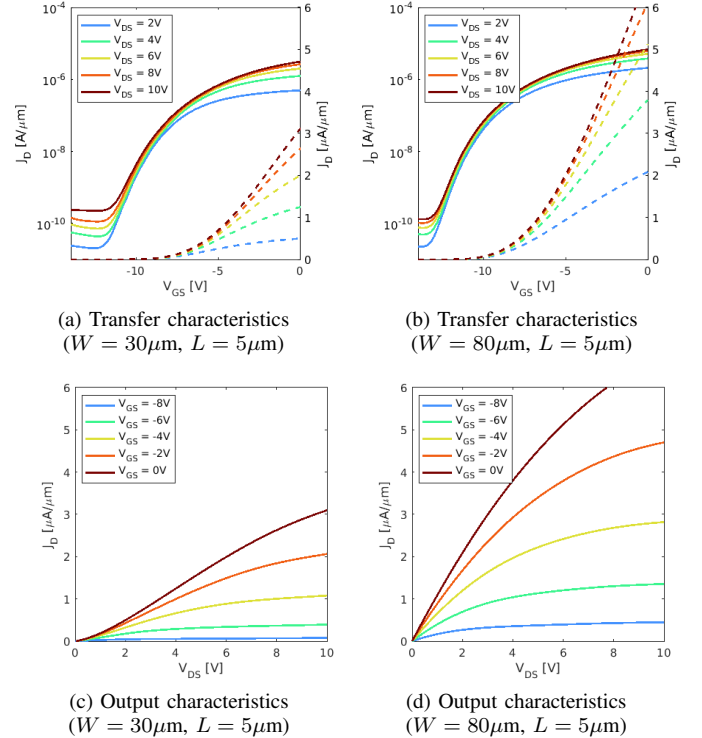 10^-4
10^-6
10^-8
10^-10
J_D [A/μm]
V_DS = 2V
V_DS = 4V
V_DS = 6V
V_DS = 8V
V_DS = 10V
6
5
4
3
2
1
0
J_D [μA/μm]
-10
-5
0
V_GS [V]
(a) Transfer characteristics
(W = 30μm, L = 5μm)
10^-4
10^-6
10^-8
10^-10
J_D [A/μm]
V_DS = 2V
V_DS = 4V
V_DS = 6V
V_DS = 8V
V_DS = 10V
6
5
4
3
2
1
0
J_D [μA/μm]
-10
-5
0
V_GS [V]
(b) Transfer characteristics
(W = 80μm, L = 5μm)
6
5
4
3
2
1
0
J_D [μA/μm]
V_GS = -8V
V_GS = -6V
V_GS = -4V
V_GS = -2V
V_GS = 0V
0
2
4
6
8
10
V_DS [V]
(c) Output characteristics
(W = 30μm, L = 5μm)
6
5
4
3
2
1
0
J_D [μA/μm]
V_GS = -8V
V_GS = -6V
V_GS = -4V
V_GS = -2V
V_GS = 0V
0
2
4
6
8
10
V_DS [V]
(d) Output characteristics
(W = 80μm, L = 5μm)